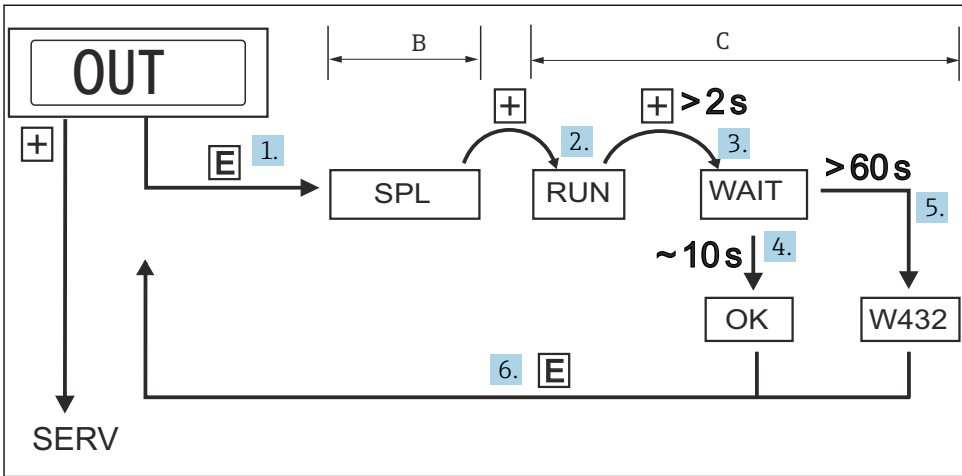 B
C
OUT
+
+
+ >2s
E
1.
2.
3.
SPL
RUN
WAIT
>60s
5.
~10s
4.
OK
W432
6.
E
SERV